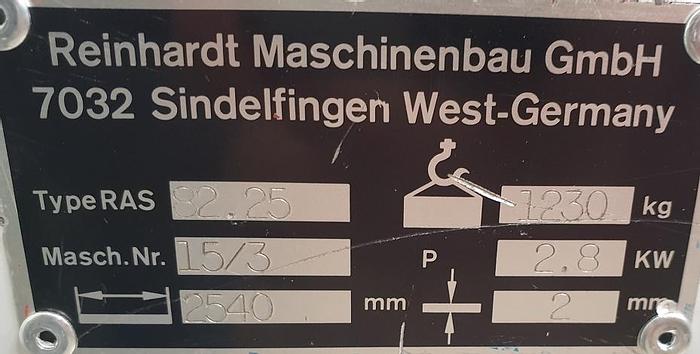 Reinhardt Maschinenbau GmbH
7032 Sindelfingen West-Germany
Type RAS 82.25 1230 kg
Masch.Nr. 15/3 P 2.8 KW
2540 mm 2 mm